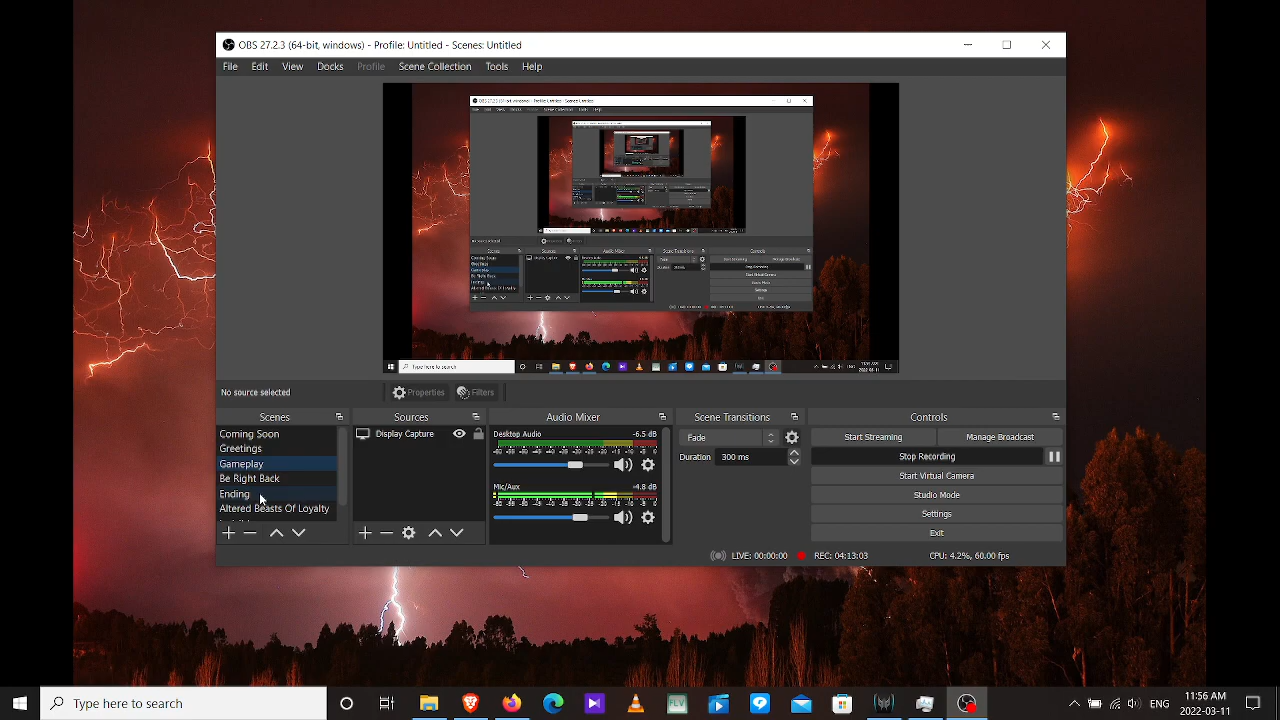 OBS 27.2.3 (64-bit, windows) - Profile: Untitled - Scenes: Untitled
File Edit View Docks Profile Scene Collection Tools Help
No source selected Properties Filters
Scenes Sources Audio Mixer Scene Transitions Controls
Coming Soon
Greetings
Gameplay
Be Right Back
Ending
Altered Beasts Of Loyalty
Display Capture
Desktop Audio -6.5 dB
Mic/Aux -4.8 dB
Fade
Duration 300 ms
Start Streaming Manage Broadcast
Stop Recording
Start Virtual Camera
Studio Mode
Settings
Exit
LIVE: 00:00:00 REC: 04:13:03 CPU: 4.2%, 60.00 fps
Type here to search
FLV
11:56 AM
2022-03-11